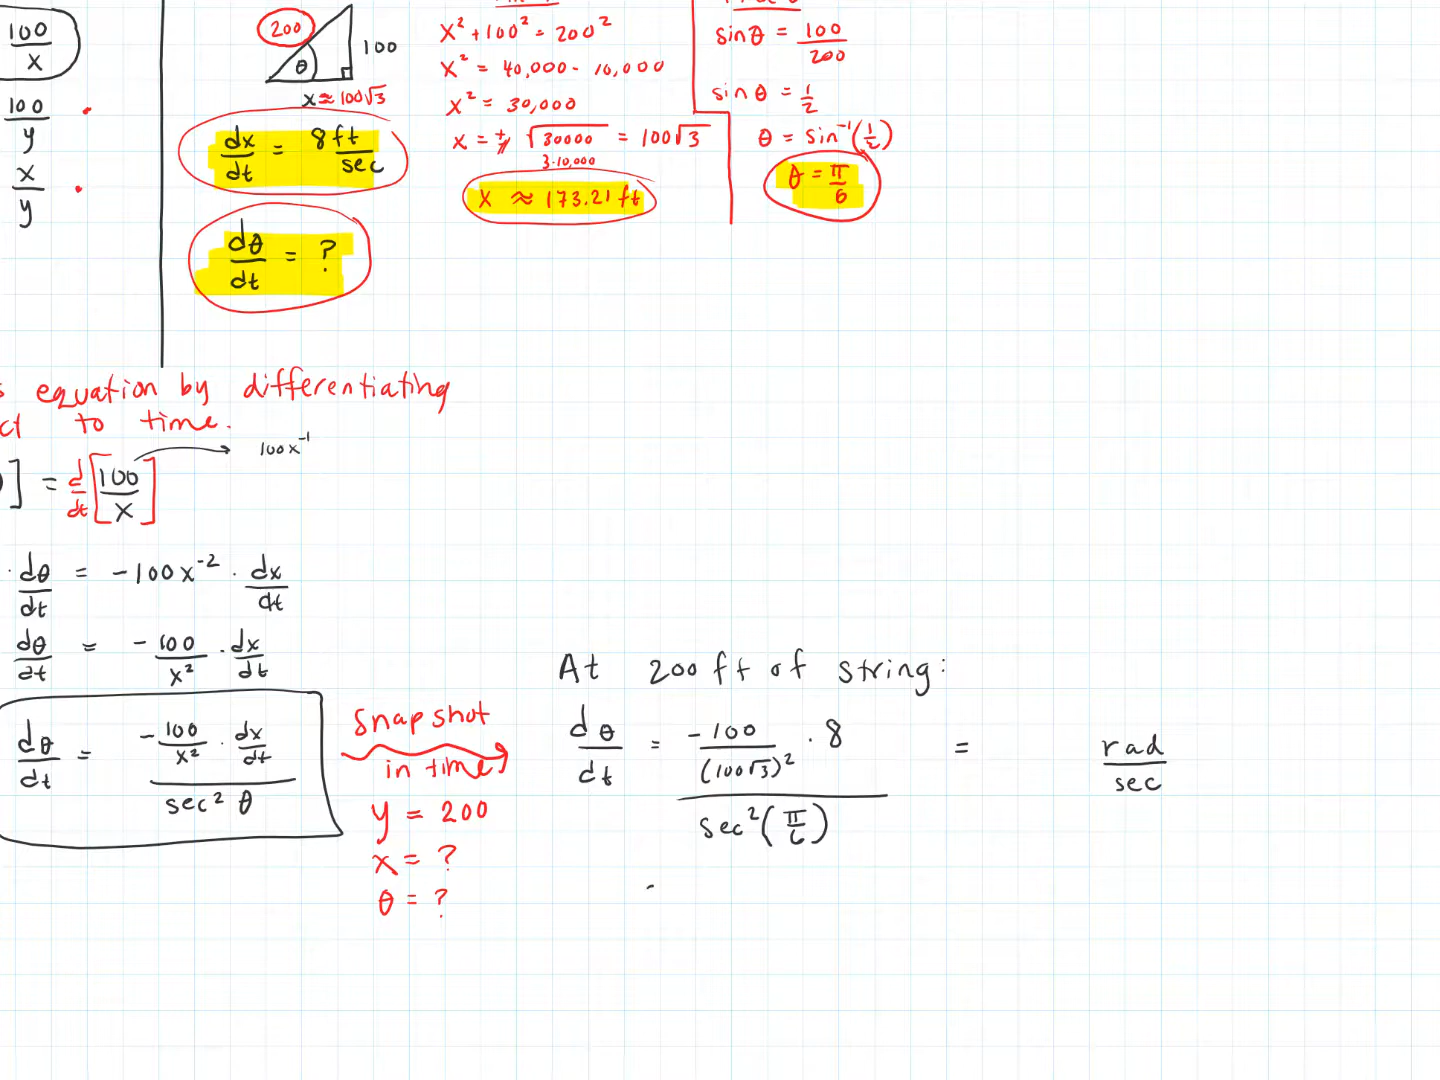 100/x
100/y
x/y
200
100
θ
x ≈ 100√3
dx/dt = 8 ft/sec
dθ/dt = ?
x² + 100² = 200²
x² = 40,000 - 10,000
x² = 30,000
x = ± √30000 = 100√3
3·10,000
x ≈ 173.21 ft
sin θ = 100/200
sin θ = 1/2
θ = sin⁻¹(1/2)
θ = π/6
s equation by differentiating
ct to time.
] = d/dt [100/x]
100x⁻¹
· dθ/dt = -100x⁻² · dx/dt
dθ/dt = -100/x² · dx/dt
dθ/dt = (-100/x² · dx/dt)/sec² θ
snapshot
in time
y = 200
x = ?
θ = ?
At 200 ft of string:
dθ/dt = (-100/(100√3)² · 8)/sec²(π/6) = rad/sec